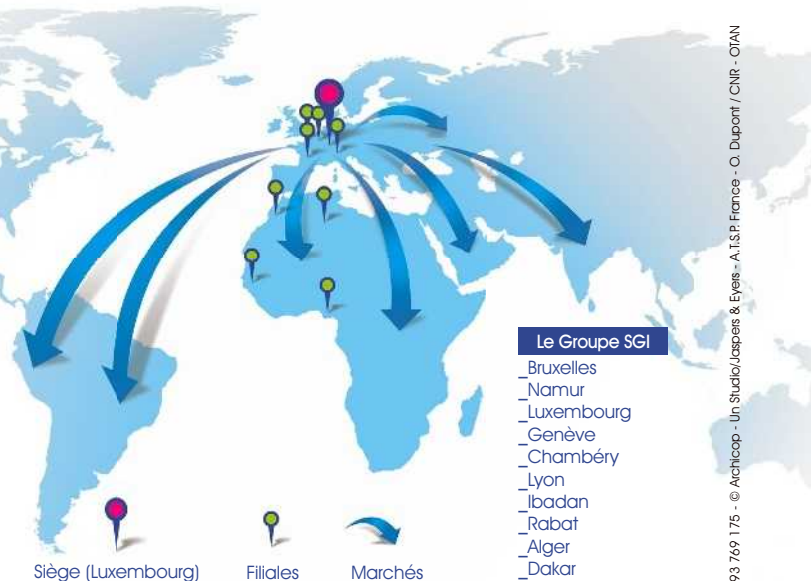 Le Groupe SGI
_Bruxelles
_Namur
_Luxembourg
_Genève
_Chambéry
_Lyon
_Ibadan
_Rabat
_Alger
_Dakar
Siège (Luxembourg)
Filiales
Marchés
93 769 175 - © Archicop - Un Studio/Jaspers & Eyers - A.T.S.P. France - O. Dupont / CNR - OTAN